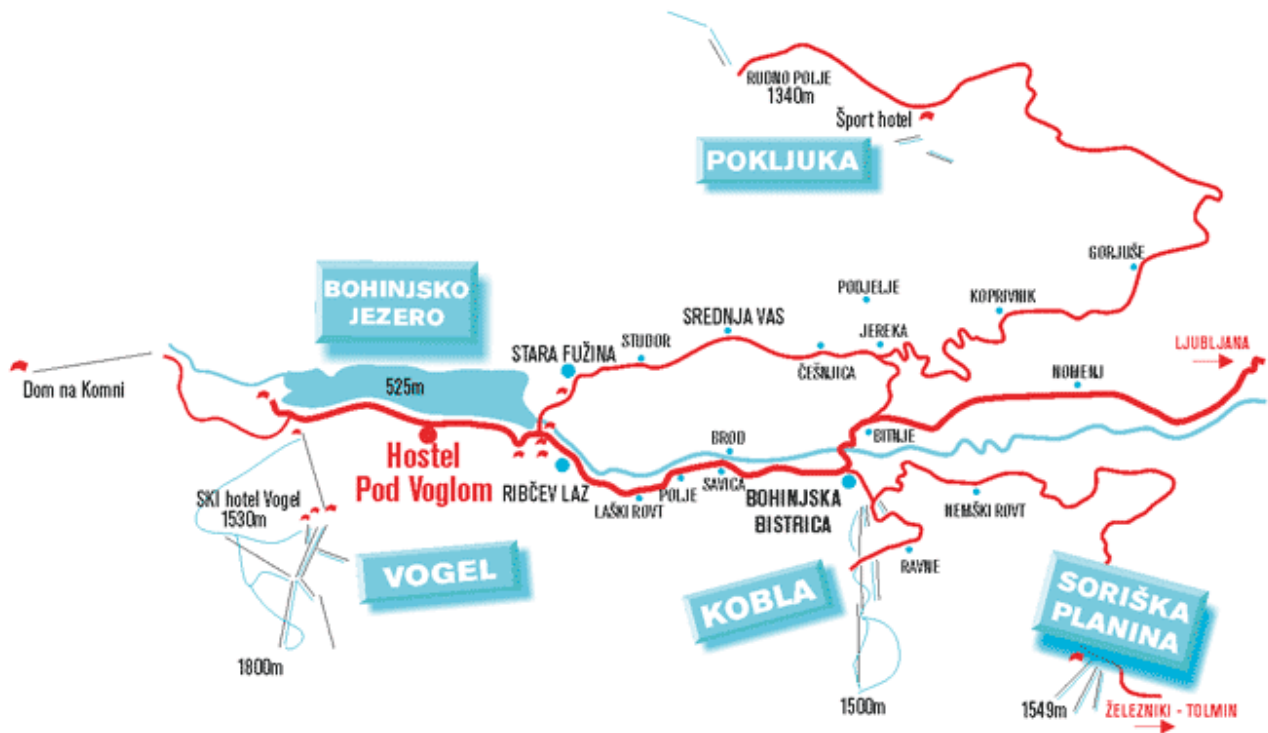 RUDNO POLJE
1340m
Šport hotel
POKLJUKA
GORJUŠE
BOHINJSKO
JEZERO
PODJELJE
KOPRIVNIK
SREDNJA VAS
JEREKA
STUDOR
STARA FUŽINA
ČEŠNJICA
LJUBLJANA
Dom na Komni
525m
NOMENJ
Hostel
Pod Voglom
BROD
BITNJE
RIBČEV LAZ
POLJE
SAVICA
LAŠKI ROVT
BOHINJSKA
BISTRICA
NEMŠKI ROVT
SKI hotel Vogel
1530m
VOGEL
RAVNE
KOBLA
SORIŠKA
PLANINA
1800m
1500m
1549m
ŽELEZNIKI - TOLMIN